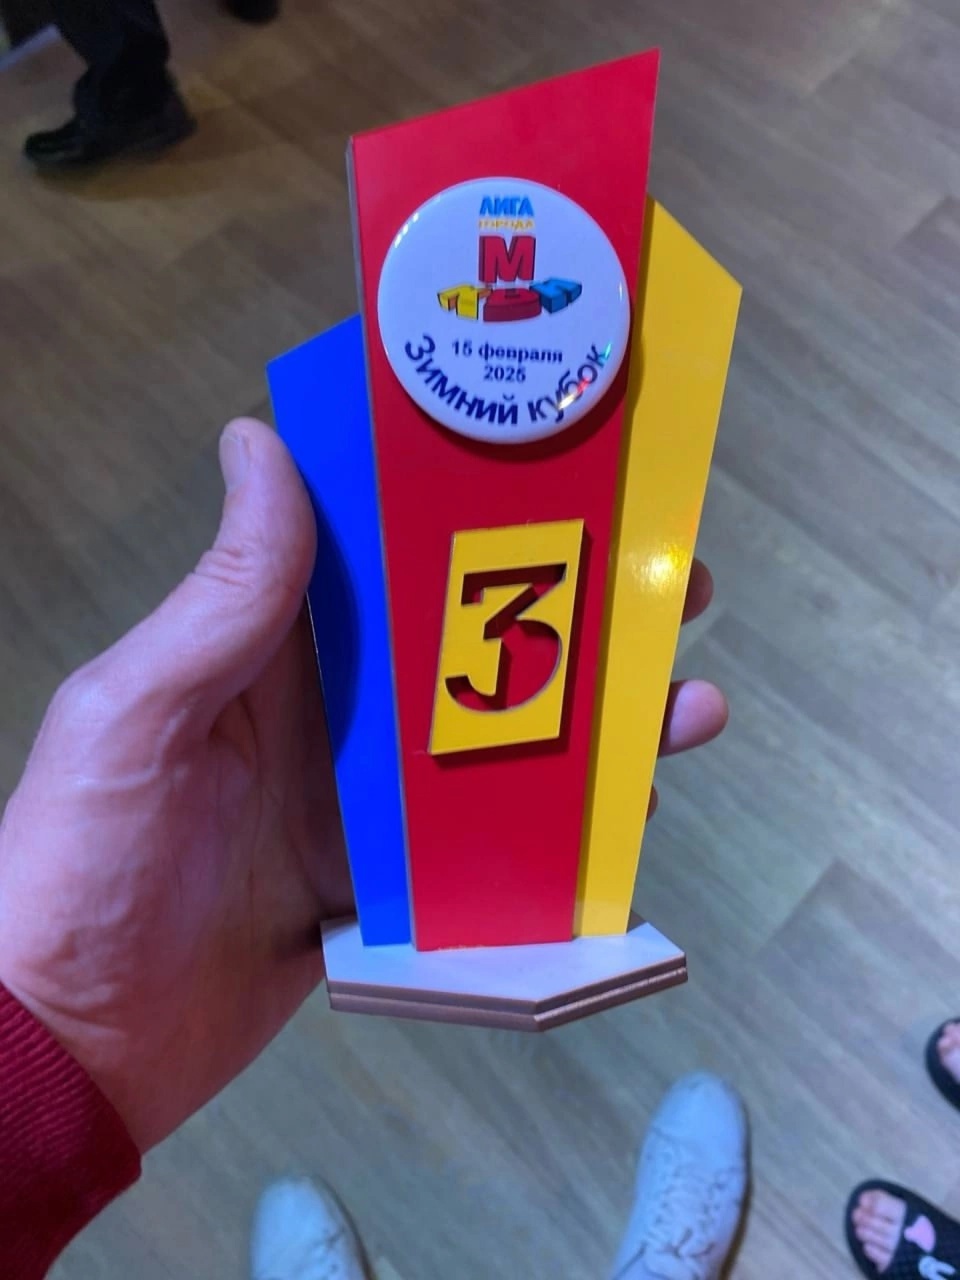 ЛИГА
ГОРОДА
М
15 февраля
2025
Зимний кубок
3